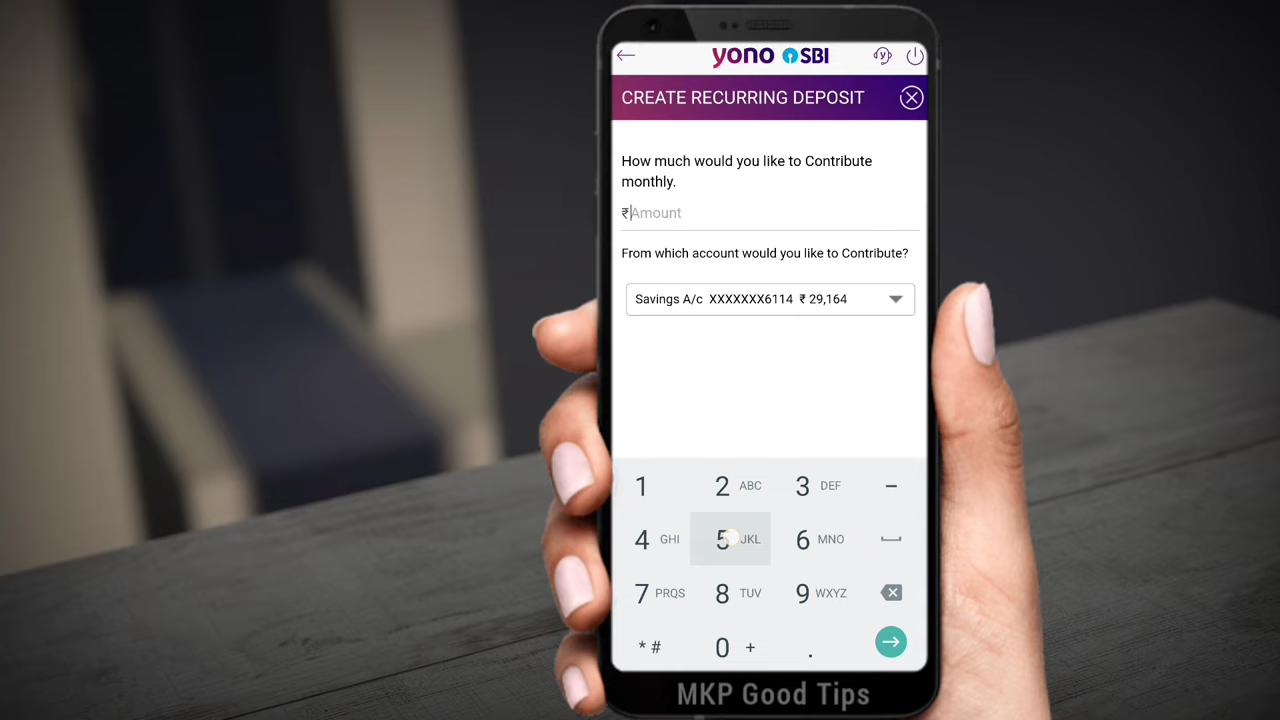 yono SBI
CREATE RECURRING DEPOSIT
How much would you like to Contribute
monthly.
₹ Amount
From which account would you like to Contribute?
Savings A/c XXXXXXX6114 ₹ 29,164
1 2 ABC 3 DEF -
4 GHI 5 JKL 6 MNO
7 PRQS 8 TUV 9 WXYZ
* # 0 + .
MKP Good Tips